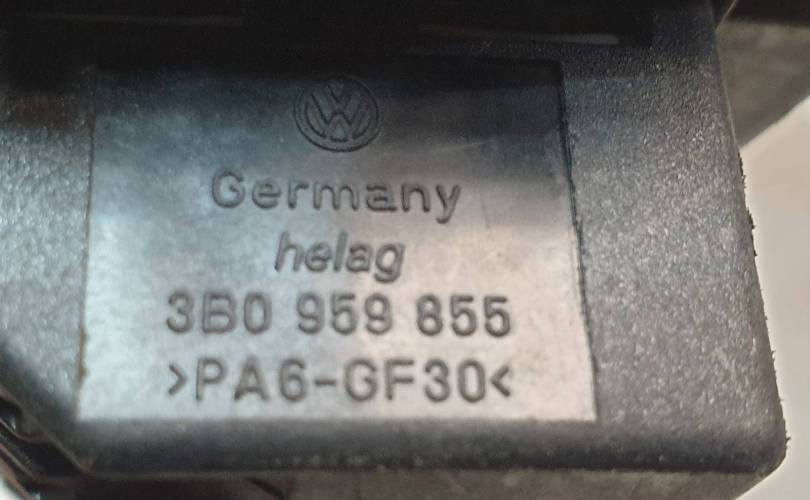 Germany
helag
3B0 959 855
>PA6-GF30<